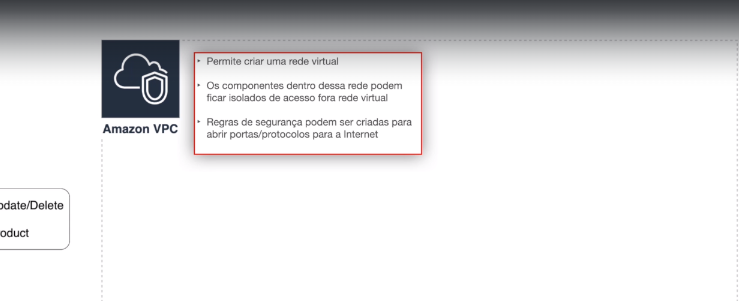 • Permite criar uma rede virtual
• Os componentes dentro dessa rede podem
ficar isolados de acesso fora rede virtual
• Regras de segurança podem ser criadas para
abrir portas/protocolos para a Internet
Amazon VPC
date/Delete
oduct